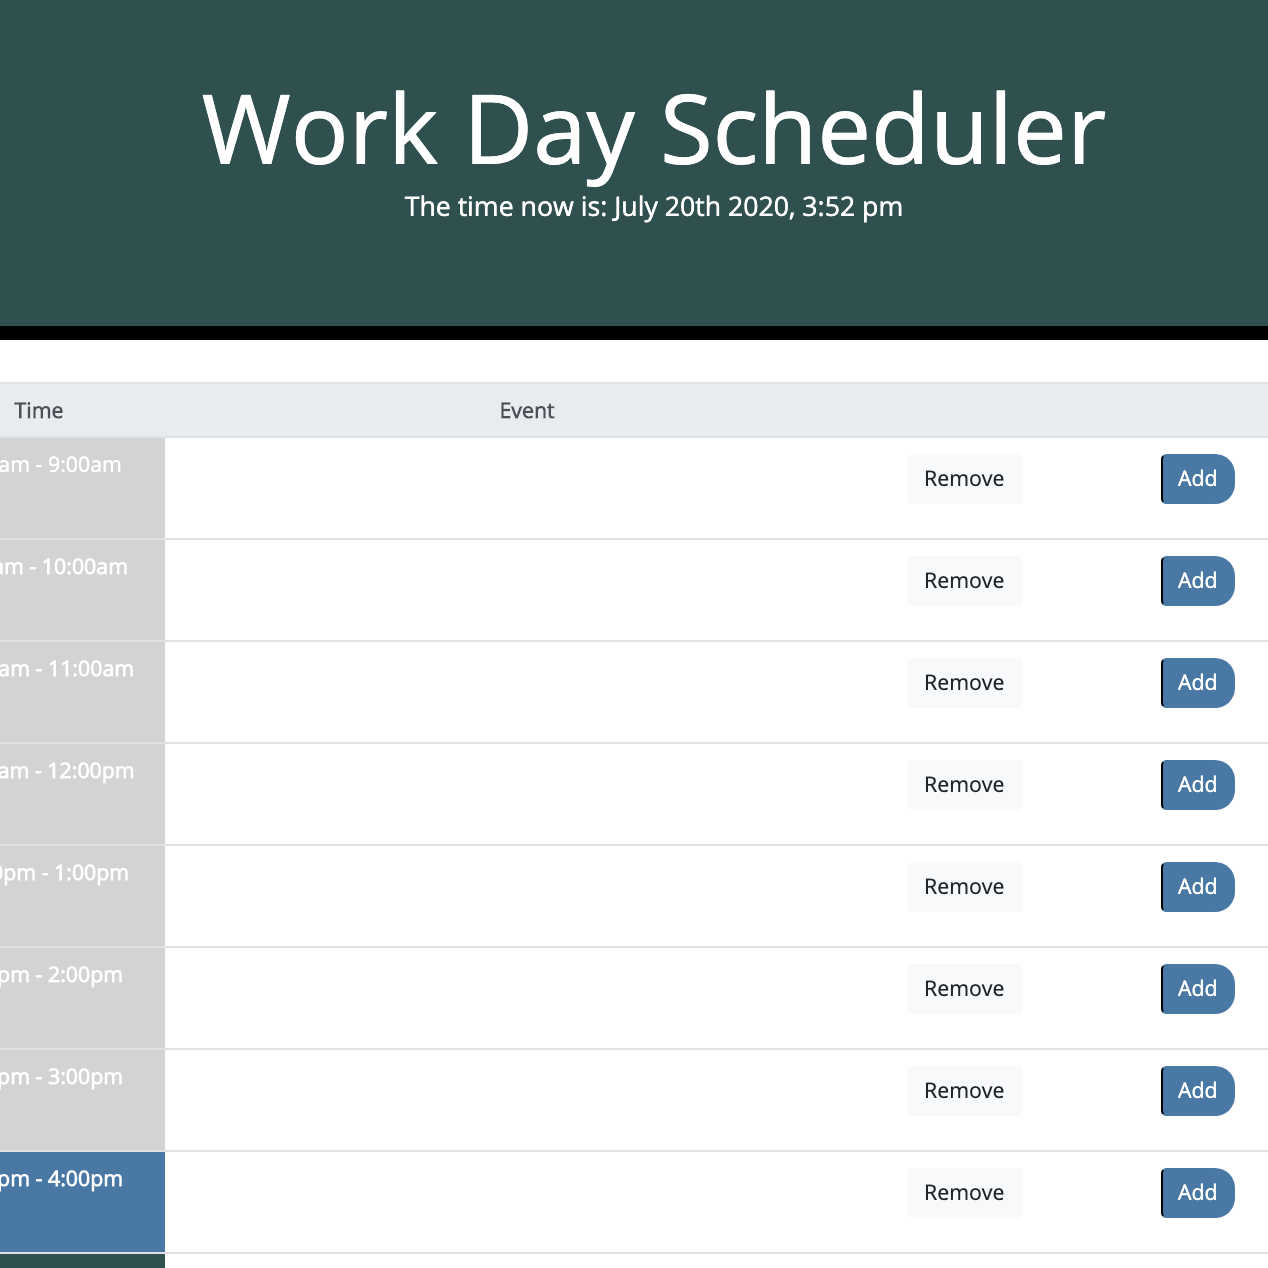 Work Day Scheduler
The time now is: July 20th 2020, 3:52 pm
Time Event
am - 9:00am Remove Add
am - 10:00am Remove Add
am - 11:00am Remove Add
am - 12:00pm Remove Add
pm - 1:00pm Remove Add
pm - 2:00pm Remove Add
pm - 3:00pm Remove Add
pm - 4:00pm Remove Add